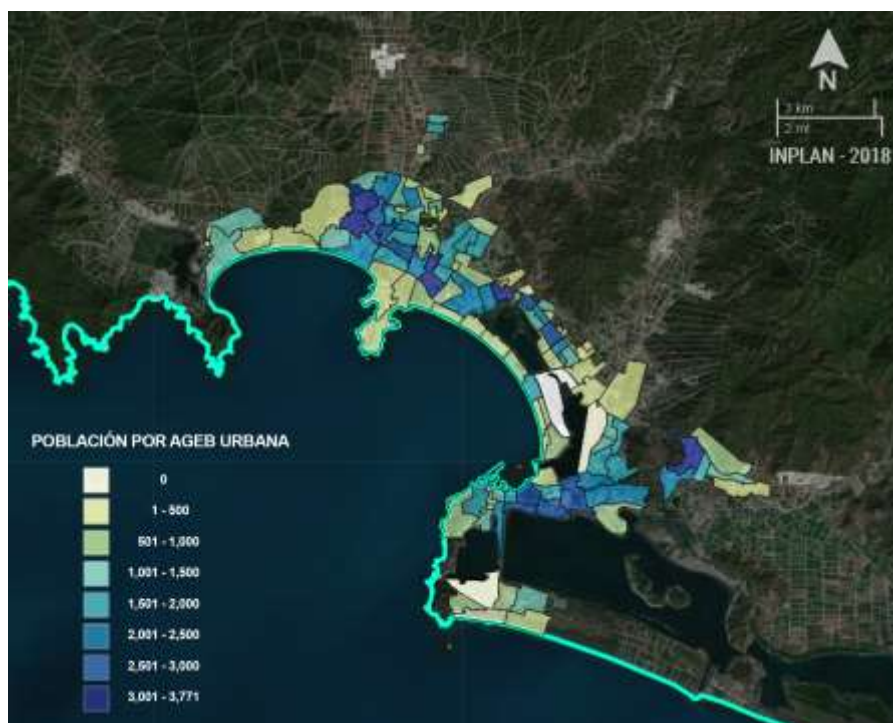 N
3 km
2 mi
INPLAN - 2018
POBLACIÓN POR AGEB URBANA
0
1 - 500
501 - 1,000
1,001 - 1,500
1,501 - 2,000
2,001 - 2,500
2,501 - 3,000
3,001 - 3,771